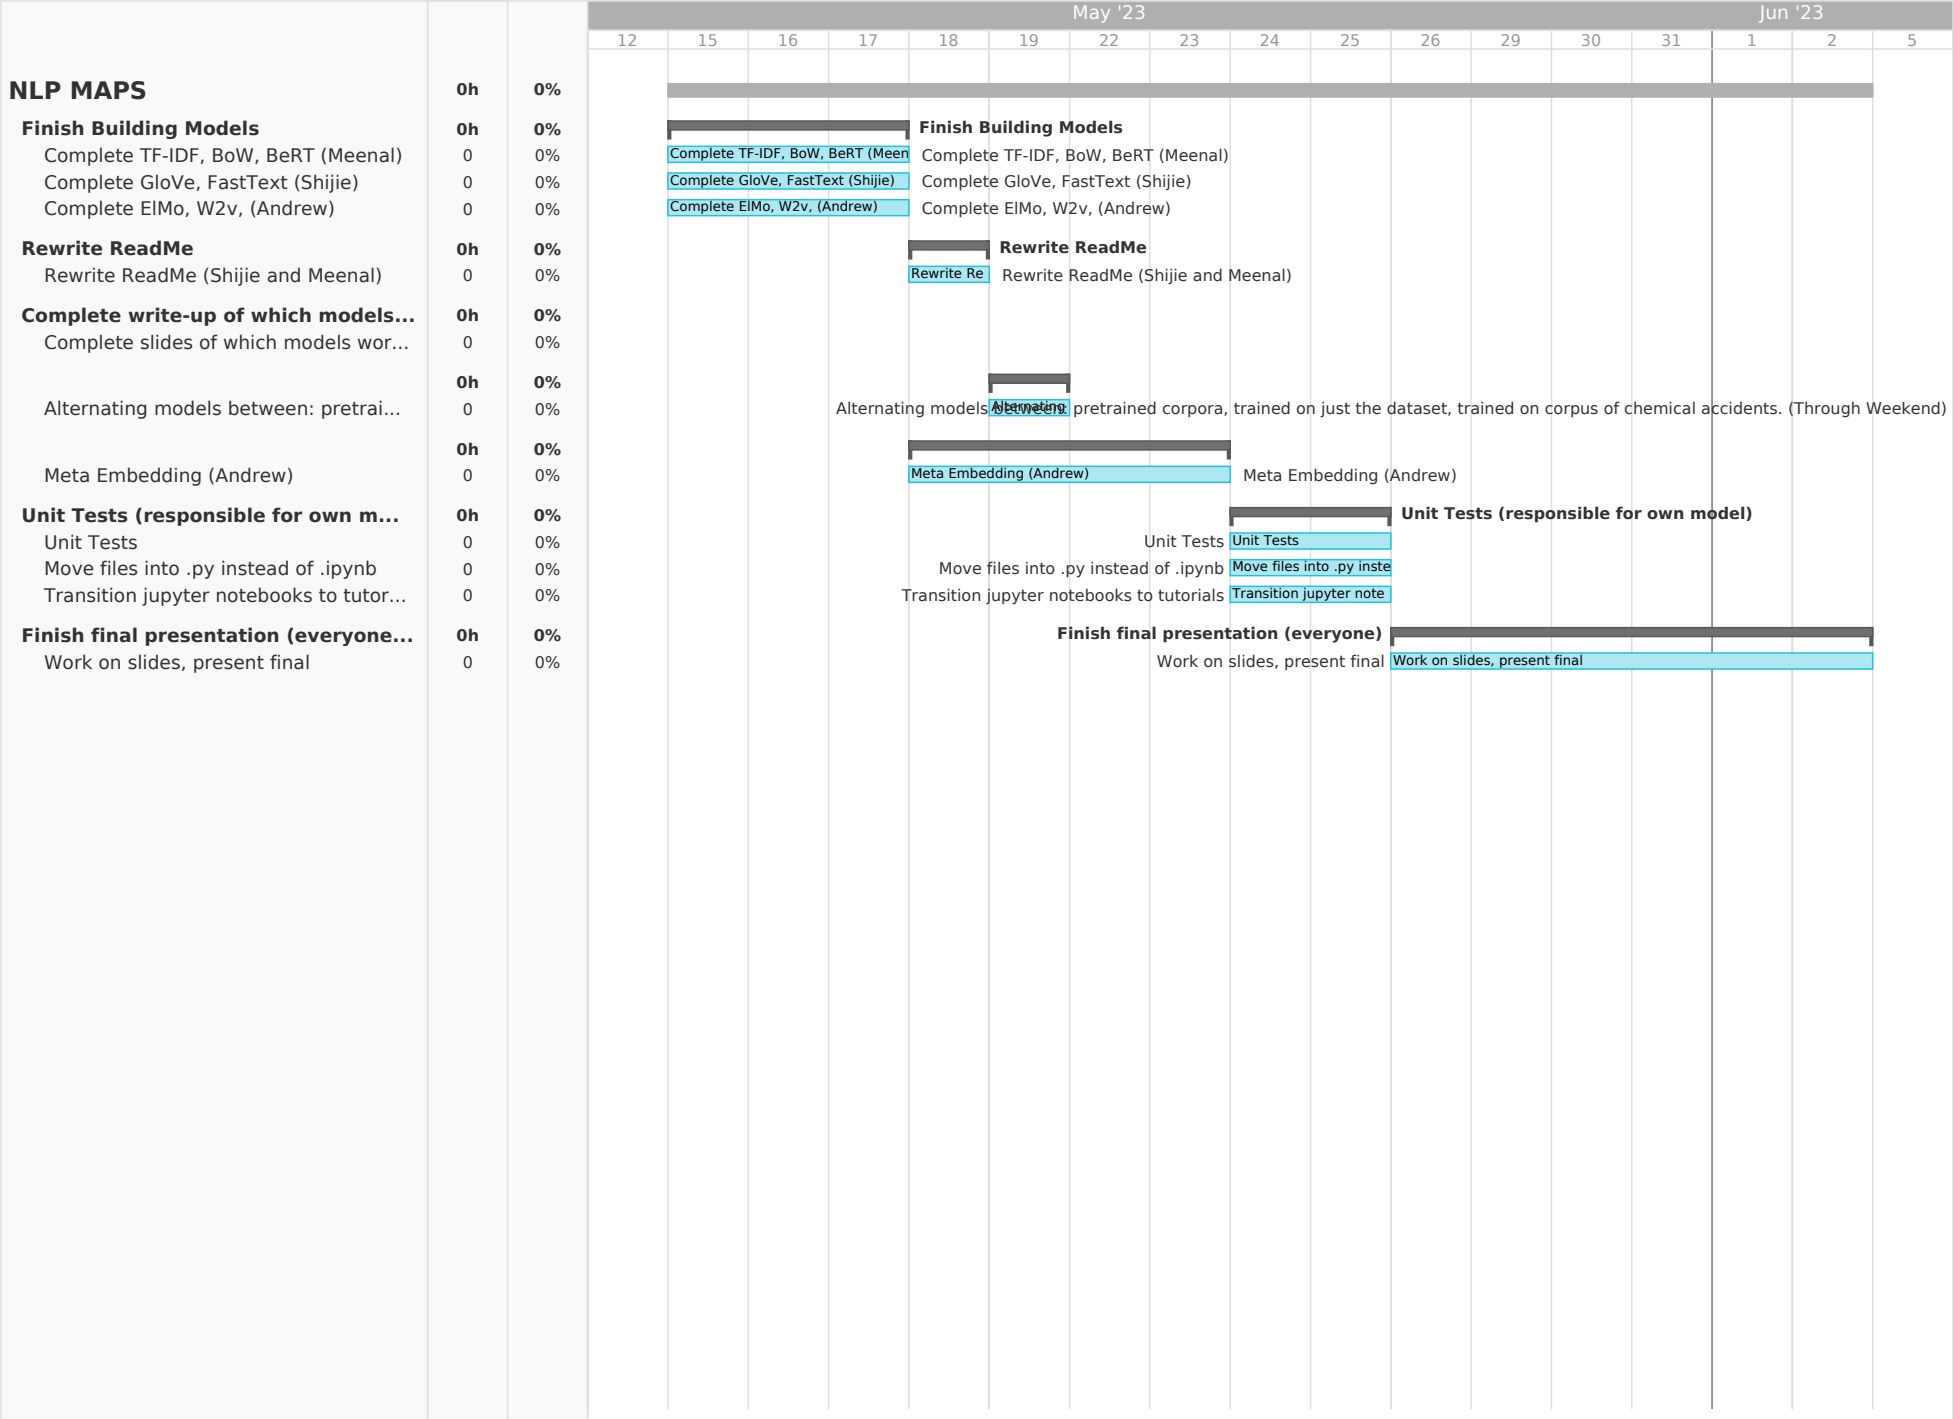 May '23 Jun '23
12 15 16 17 18 19 22 23 24 25 26 29 30 31 1 2 5
NLP MAPS 0h 0%
Finish Building Models 0h 0% Finish Building Models
Complete TF-IDF, BoW, BeRT (Meenal) 0 0% Complete TF-IDF, BoW, BeRT (Meen Complete TF-IDF, BoW, BeRT (Meenal)
Complete GloVe, FastText (Shijie) 0 0% Complete GloVe, FastText (Shijie) Complete GloVe, FastText (Shijie)
Complete ElMo, W2v, (Andrew) 0 0% Complete ElMo, W2v, (Andrew) Complete ElMo, W2v, (Andrew)
Rewrite ReadMe 0h 0% Rewrite ReadMe
Rewrite ReadMe (Shijie and Meenal) 0 0% Rewrite Re Rewrite ReadMe (Shijie and Meenal)
Complete write-up of which models... 0h 0%
Complete slides of which models wor... 0 0%
0h 0%
Alternating models between: pretrai... 0 0% Alternating models between: pretrained corpora, trained on just the dataset, trained on corpus of chemical accidents. (Through Weekend) Alternating
0h 0%
Meta Embedding (Andrew) 0 0% Meta Embedding (Andrew) Meta Embedding (Andrew)
Unit Tests (responsible for own m... 0h 0% Unit Tests (responsible for own model)
Unit Tests 0 0% Unit Tests Unit Tests
Move files into .py instead of .ipynb 0 0% Move files into .py instead of .ipynb Move files into .py inste
Transition jupyter notebooks to tutor... 0 0% Transition jupyter notebooks to tutorials Transition jupyter note
Finish final presentation (everyone... 0h 0% Finish final presentation (everyone)
Work on slides, present final 0 0% Work on slides, present final Work on slides, present final